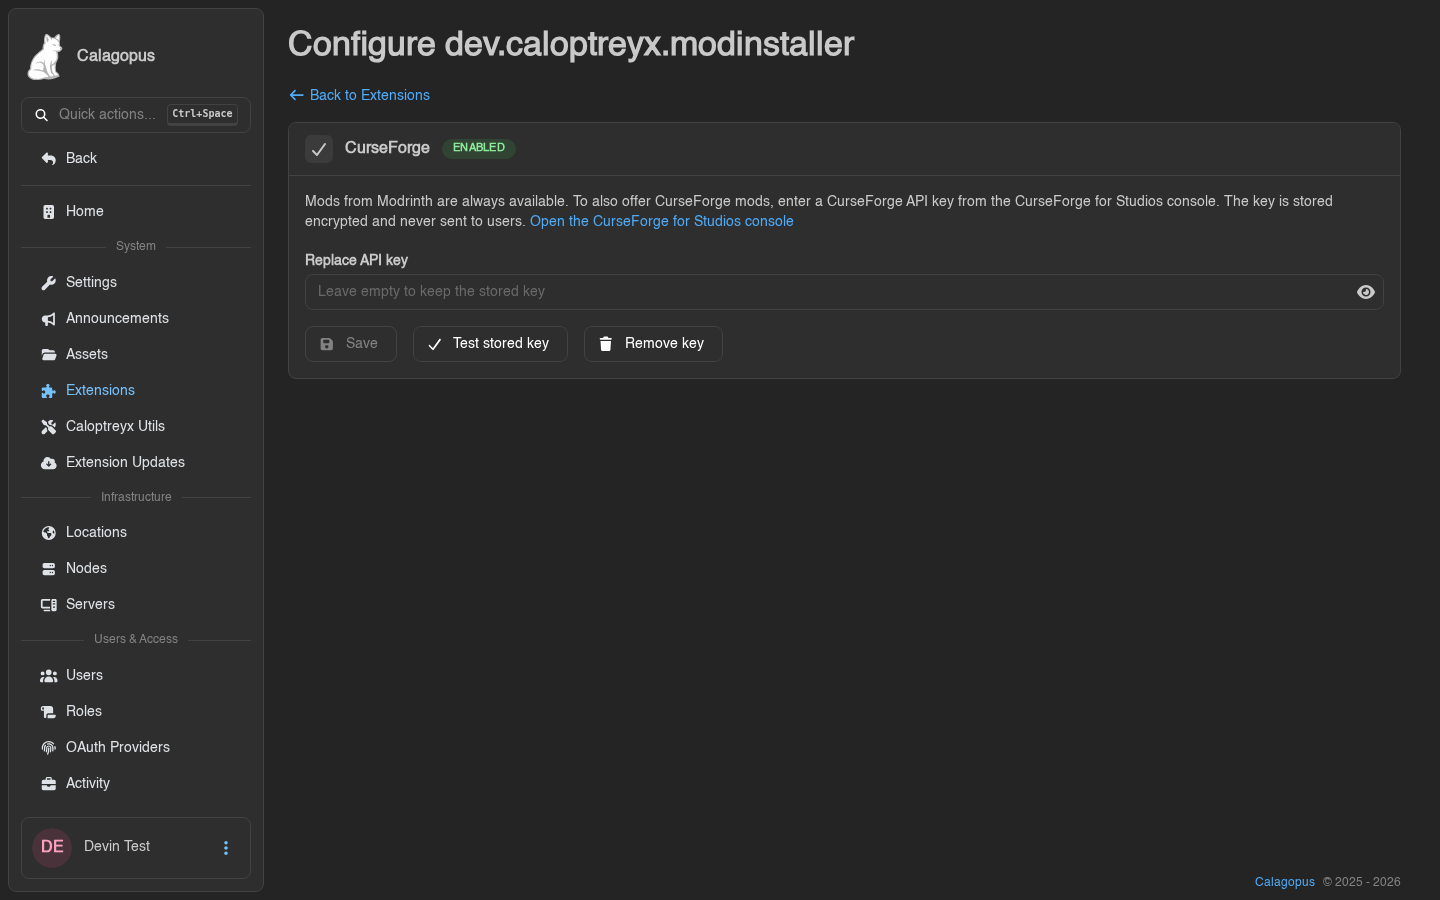 Calagopus
Quick actions...
Ctrl+Space
Back
Home
System
Settings
Announcements
Assets
Extensions
Caloptreyx Utils
Extension Updates
Infrastructure
Locations
Nodes
Servers
Users & Access
Users
Roles
OAuth Providers
Activity
DE
Devin Test
Configure dev.caloptreyx.modinstaller
Back to Extensions
CurseForge
ENABLED
Mods from Modrinth are always available. To also offer CurseForge mods, enter a CurseForge API key from the CurseForge for Studios console. The key is stored
encrypted and never sent to users. Open the CurseForge for Studios console
Replace API key
Leave empty to keep the stored key
Save
Test stored key
Remove key
Calagopus © 2025 - 2026